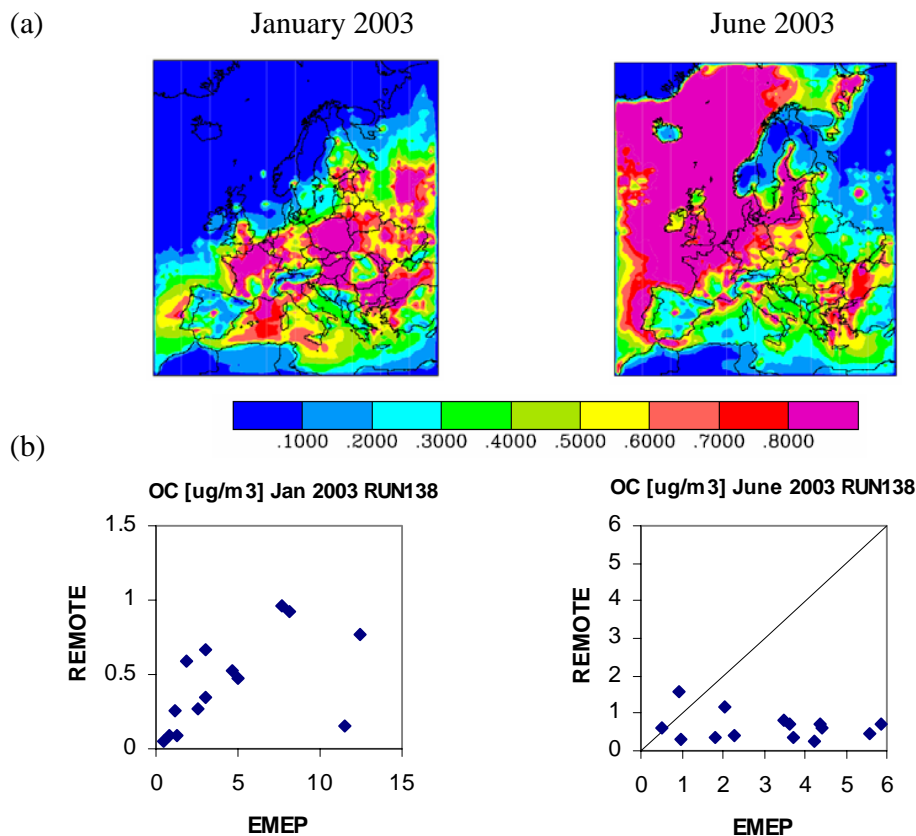 (a)
January 2003
June 2003
.1000 .2000 .3000 .4000 .5000 .6000 .7000 .8000
(b)
OC [ug/m3] Jan 2003 RUN138
1.5
1
0.5
0
REMOTE
0 5 10 15
EMEP
OC [ug/m3] June 2003 RUN138
6
5
4
3
2
1
0
REMOTE
0 1 2 3 4 5 6
EMEP